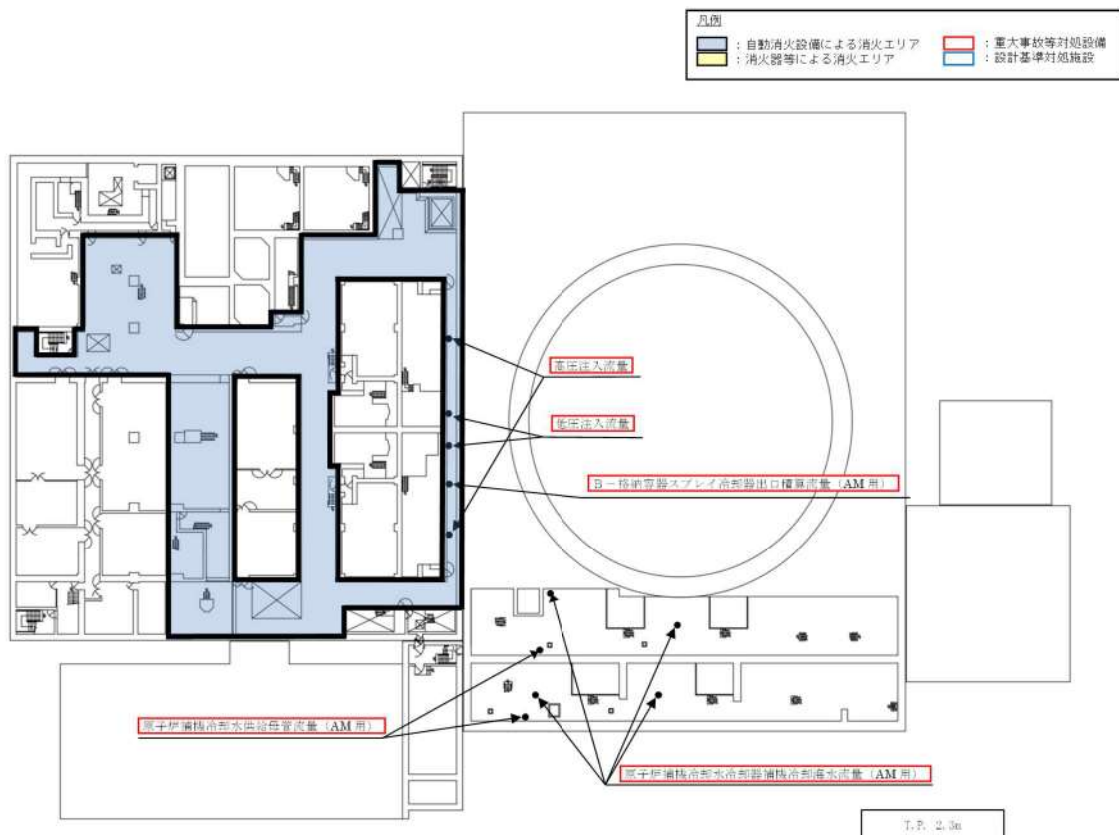 凡例
：自動消火設備による消火エリア ：重大事故等対処設備
：消火器等による消火エリア ：設計基準対処施設
高圧注入流量
低圧注入流量
B－格納容器スプレイ冷却器出口積算流量（AM用）
原子炉補機冷却水供給母管流量（AM用）
原子炉補機冷却水冷却器補機冷却海水流量（AM用）
T.P. 2.3m